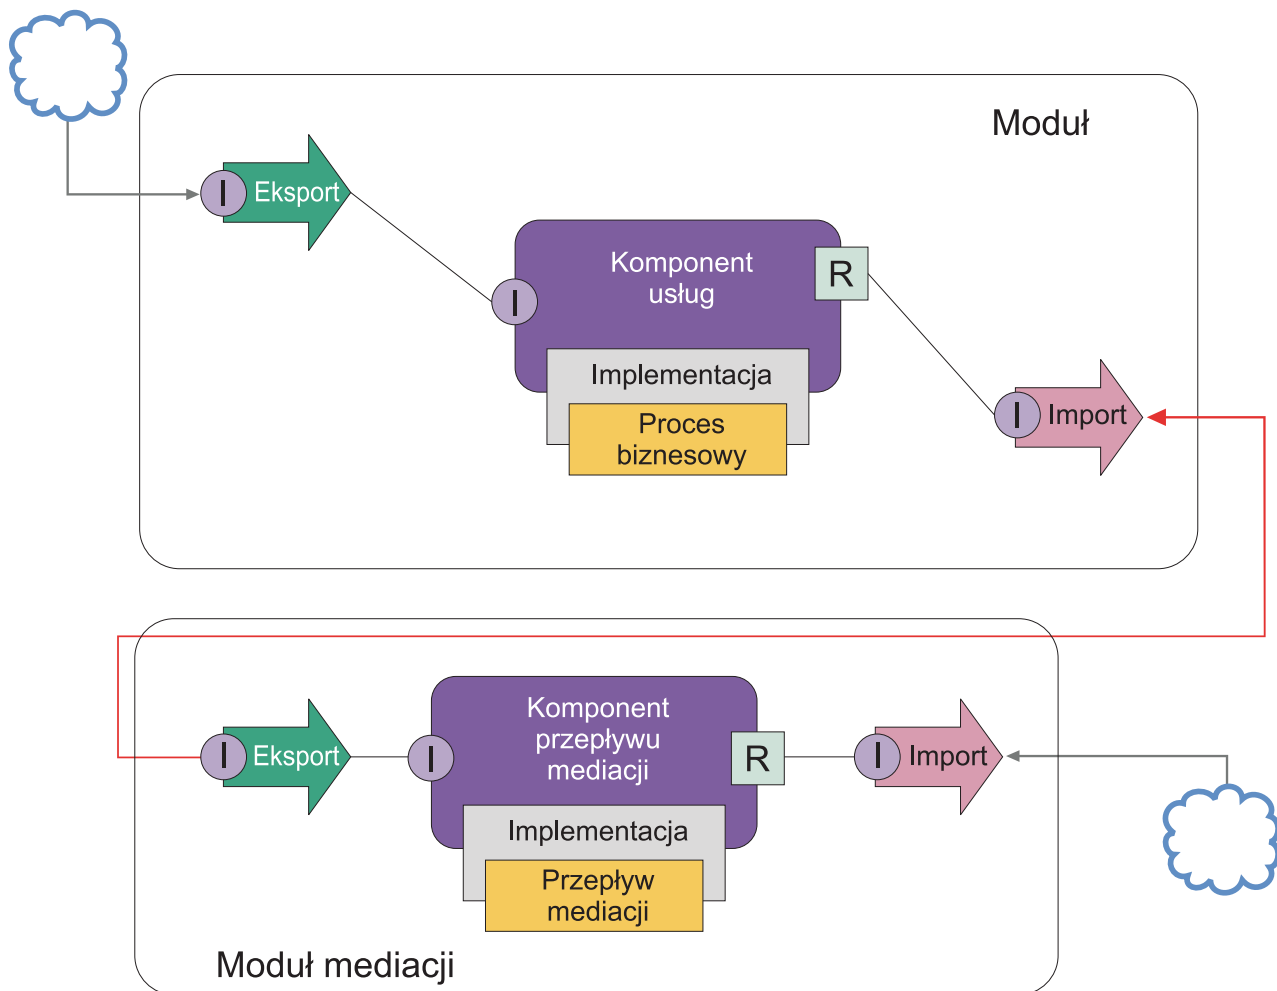 Moduł
I
Eksport
Komponent
usług
I
R
Implementacja
Proces
biznesowy
I
Import
Komponent
przepływu
mediacji
I
Eksport
I
R
I
Import
Implementacja
Przepływ
mediacji
Moduł mediacji